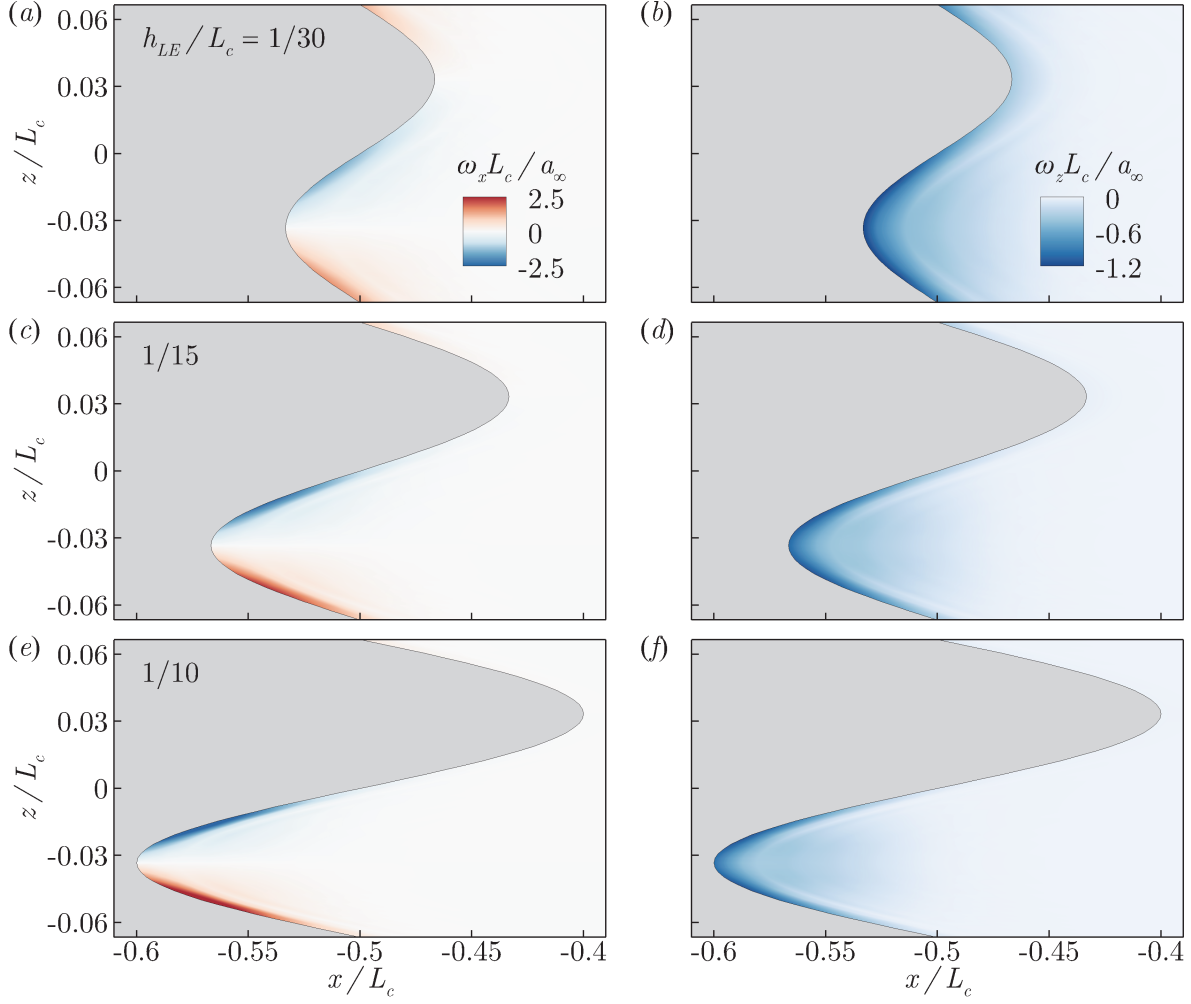 (a)
h_LE / L_c = 1/30
0.06
0.03
0
-0.03
-0.06
z / L_c
ω_x L_c / a_∞
2.5
0
-2.5
(b)
ω_z L_c / a_∞
0
-0.6
-1.2
(c)
1/15
0.06
0.03
0
-0.03
-0.06
z / L_c
(d)
(e)
1/10
0.06
0.03
0
-0.03
-0.06
z / L_c
-0.6 -0.55 -0.5 -0.45 -0.4
x / L_c
(f)
-0.6 -0.55 -0.5 -0.45 -0.4
x / L_c